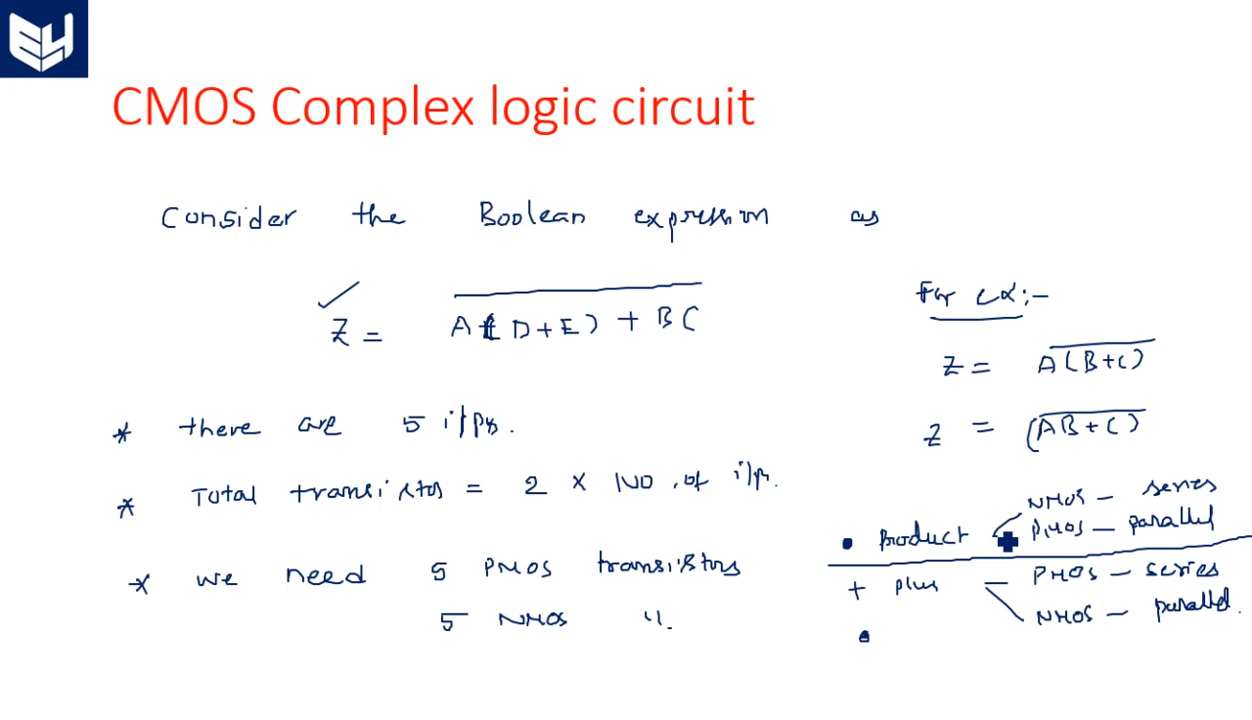 CMOS Complex logic circuit
Consider the Boolean expression as
Z = A(D+E) + BC
* there are 5 i/ps.
* Total transistors = 2 x No. of i/p.
* we need 5 PMOS transistors
5 NMOS ".
For ex:-
Z = A(B+C)
Z = (AB+C)
• Product
NMOS - series
PMOS - parallel
+ plus
PMOS - series
NMOS - parallel.